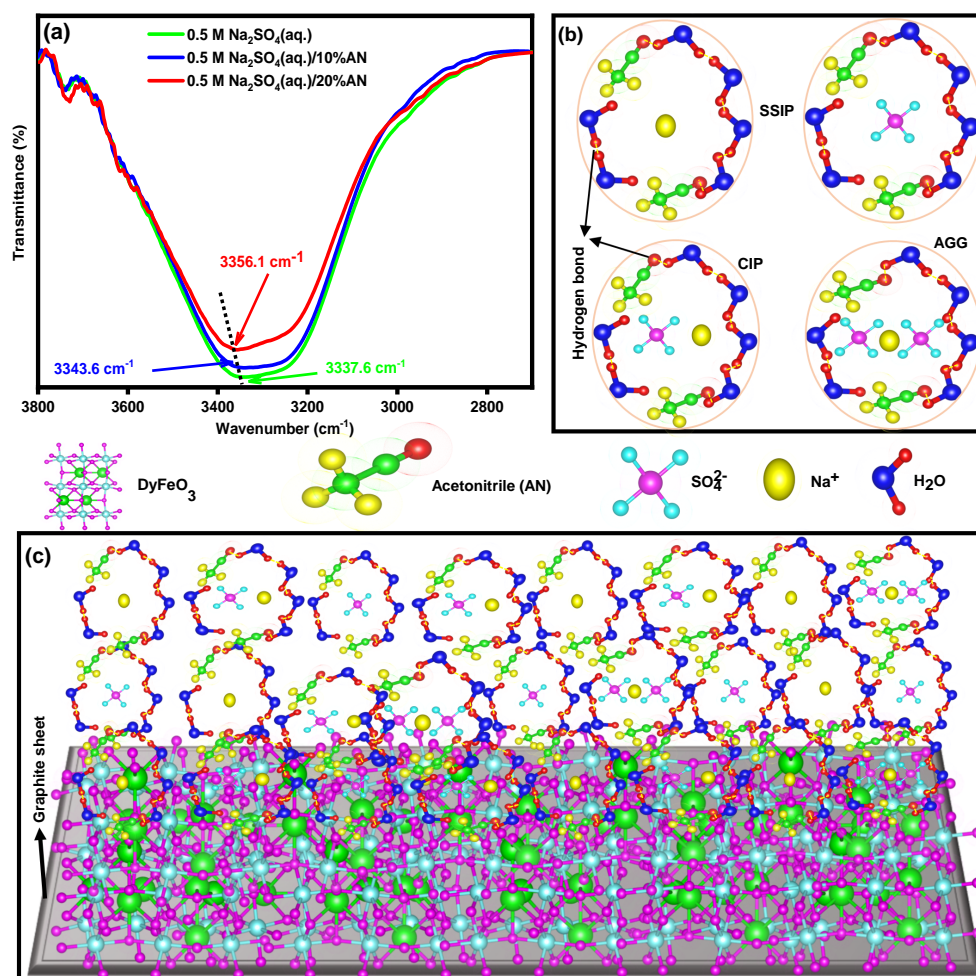 (a)
0.5 M Na₂SO₄(aq.)
0.5 M Na₂SO₄(aq.)/10%AN
0.5 M Na₂SO₄(aq.)/20%AN
Transmittance (%)
3356.1 cm⁻¹
3343.6 cm⁻¹
3337.6 cm⁻¹
3800 3600 3400 3200 3000 2800
Wavenumber (cm⁻¹)
(b)
SSIP
Hydrogen bond
CIP
AGG
DyFeO₃
Acetonitrile (AN)
SO₄²⁻
Na⁺
H₂O
(c)
Graphite sheet